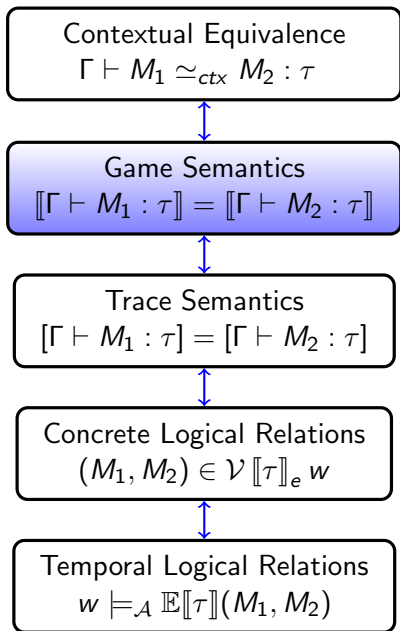 Contextual Equivalence
Γ ⊢ M₁ ≃ctx M₂ : τ
Game Semantics
⟦Γ ⊢ M₁ : τ⟧ = ⟦Γ ⊢ M₂ : τ⟧
Trace Semantics
[Γ ⊢ M₁ : τ] = [Γ ⊢ M₂ : τ]
Concrete Logical Relations
(M₁, M₂) ∈ 𝒱 ⟦τ⟧ₑ w
Temporal Logical Relations
w ⊨𝒜 𝔼⟦τ⟧(M₁, M₂)